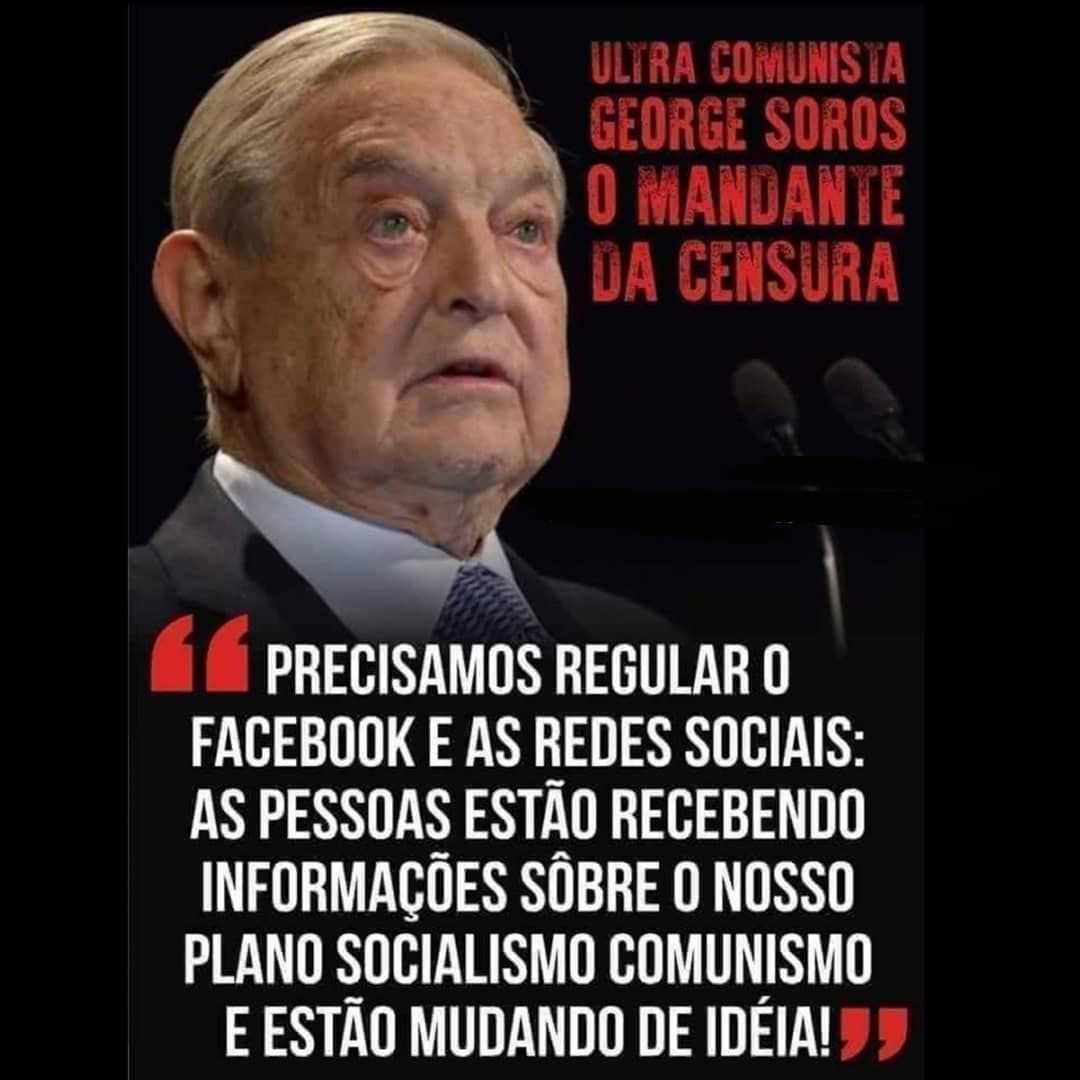 ULTRA COMUNISTA
GEORGE SOROS
O MANDANTE
DA CENSURA
“ PRECISAMOS REGULAR O
FACEBOOK E AS REDES SOCIAIS:
AS PESSOAS ESTÃO RECEBENDO
INFORMAÇÕES SÔBRE O NOSSO
PLANO SOCIALISMO COMUNISMO
E ESTÃO MUDANDO DE IDÉIA! ”